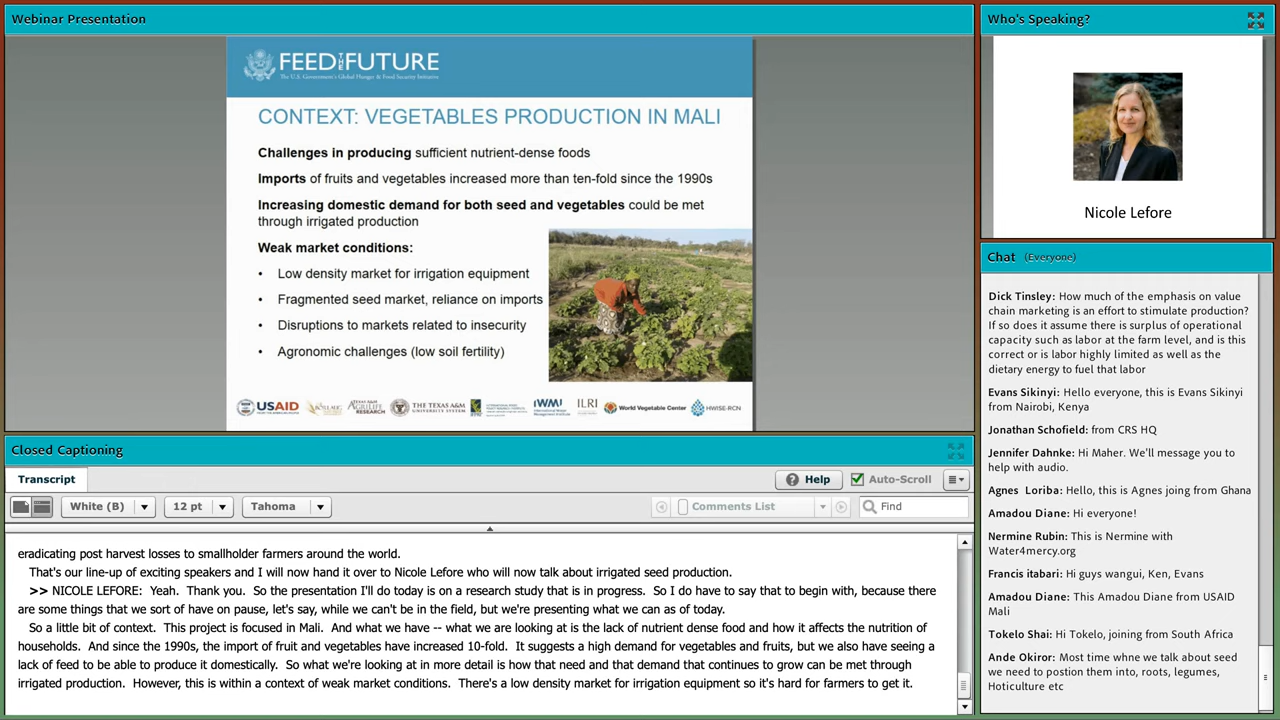 Webinar Presentation
FEED THE FUTURE
The U.S. Government's Global Hunger & Food Security Initiative
CONTEXT: VEGETABLES PRODUCTION IN MALI
Challenges in producing sufficient nutrient-dense foods
Imports of fruits and vegetables increased more than ten-fold since the 1990s
Increasing domestic demand for both seed and vegetables could be met
through irrigated production
Weak market conditions:
• Low density market for irrigation equipment
• Fragmented seed market, reliance on imports
• Disruptions to markets related to insecurity
• Agronomic challenges (low soil fertility)
USAID
TEXAS A&M
AGRILIFE
RESEARCH
THE TEXAS A&M
UNIVERSITY SYSTEM
IWMI
International Water
Management Institute
ILRI
World Vegetable Center
HWISE-RCN
Who's Speaking?
Nicole Lefore
Chat (Everyone)
Dick Tinsley: How much of the emphasis on value
chain marketing is an effort to stimulate production?
If so does it assume there is surplus of operational
capacity such as labor at the farm level, and is this
correct or is labor highly limited as well as the
dietary energy to fuel that labor
Evans Sikinyi: Hello everyone, this is Evans Sikinyi
from Nairobi, Kenya
Jonathan Schofield: from CRS HQ
Jennifer Dahnke: Hi Maher. We'll message you to
help with audio.
Agnes Loriba: Hello, this is Agnes joing from Ghana
Amadou Diane: Hi everyone!
Nermine Rubin: This is Nermine with
Water4mercy.org
Francis itabari: Hi guys wangui, Ken, Evans
Amadou Diane: This Amadou Diane from USAID
Mali
Tokelo Shai: Hi Tokelo, joining from South Africa
Ande Okiror: Most time whne we talk about seed
we need to postion them into, roots, legumes,
Hoticulture etc
Closed Captioning
Transcript
Help
Auto-Scroll
White (B)
12 pt
Tahoma
Comments List
Find
eradicating post harvest losses to smallholder farmers around the world.
That's our line-up of exciting speakers and I will now hand it over to Nicole Lefore who will now talk about irrigated seed production.
>> NICOLE LEFORE: Yeah. Thank you. So the presentation I'll do today is on a research study that is in progress. So I do have to say that to begin with, because there
are some things that we sort of have on pause, let's say, while we can't be in the field, but we're presenting what we can as of today.
So a little bit of context. This project is focused in Mali. And what we have -- what we are looking at is the lack of nutrient dense food and how it affects the nutrition of
households. And since the 1990s, the import of fruit and vegetables have increased 10-fold. It suggests a high demand for vegetables and fruits, but we also have seeing a
lack of feed to be able to produce it domestically. So what we're looking at in more detail is how that need and that demand that continues to grow can be met through
irrigated production. However, this is within a context of weak market conditions. There's a low density market for irrigation equipment so it's hard for farmers to get it.